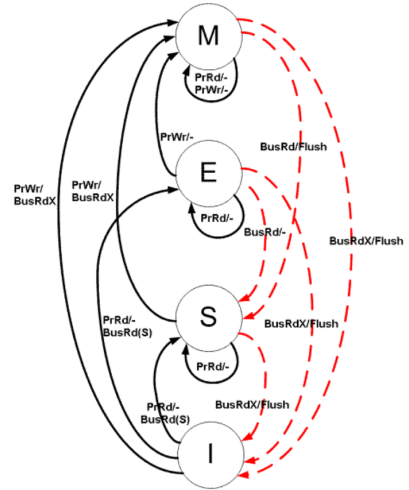 M
PrRd/-
PrWr/-
PrWr/-
BusRd/Flush
E
PrWr/
BusRdX
PrWr/
BusRdX
PrRd/-
BusRd/-
BusRdX/Flush
S
PrRd/-
BusRd(S)
BusRdX/Flush
PrRd/-
PrRd/-
BusRd(S)
BusRdX/Flush
I